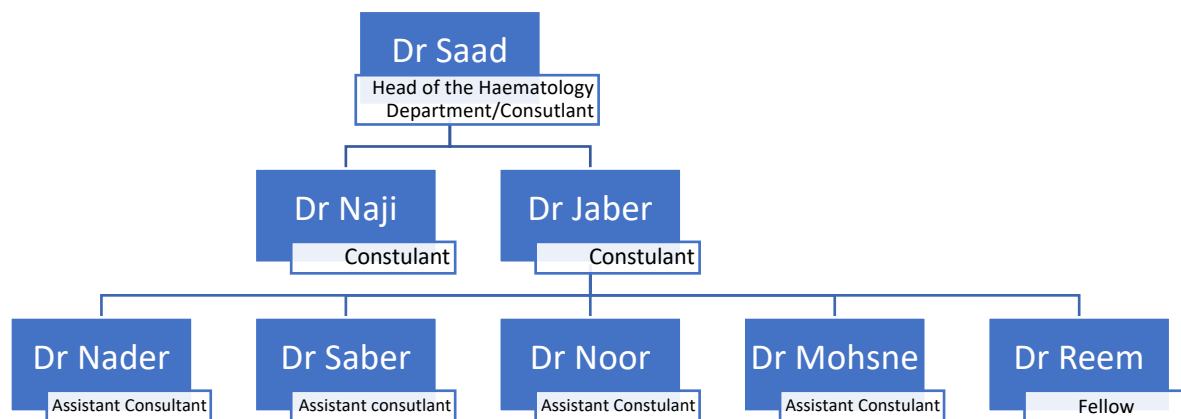 Dr Saad
Head of the Haematology
Department/Consutlant
Dr Naji
Constulant
Dr Jaber
Constulant
Dr Nader
Assistant Consultant
Dr Saber
Assistant consutlant
Dr Noor
Assistant Constulant
Dr Mohsne
Assistant Constulant
Dr Reem
Fellow